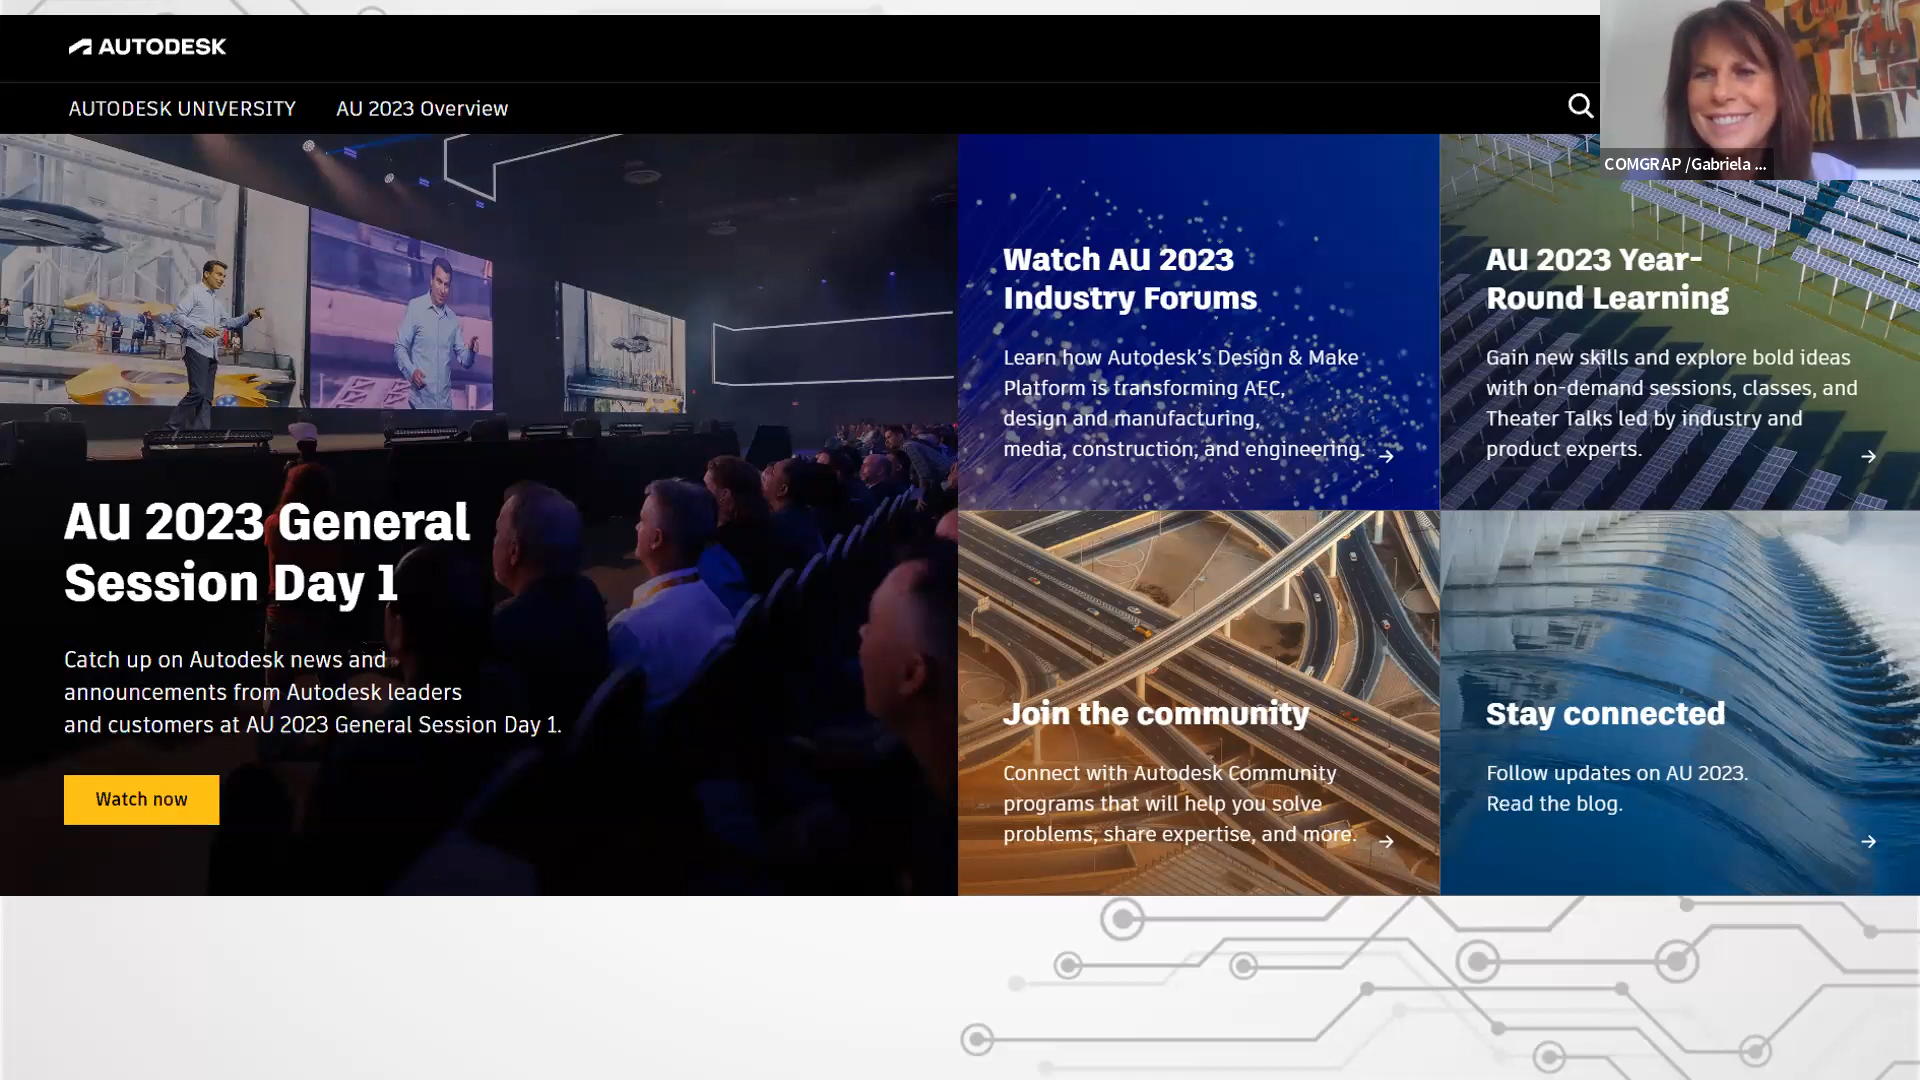 AUTODESK
AUTODESK UNIVERSITY
AU 2023 Overview
COMGRAP /Gabriela ...
AU 2023 General
Session Day 1
Catch up on Autodesk news and
announcements from Autodesk leaders
and customers at AU 2023 General Session Day 1.
Watch now
Watch AU 2023
Industry Forums
Learn how Autodesk's Design & Make
Platform is transforming AEC,
design and manufacturing,
media, construction, and engineering.
AU 2023 Year-
Round Learning
Gain new skills and explore bold ideas
with on-demand sessions, classes, and
Theater Talks led by industry and
product experts.
Join the community
Connect with Autodesk Community
programs that will help you solve
problems, share expertise, and more.
Stay connected
Follow updates on AU 2023.
Read the blog.